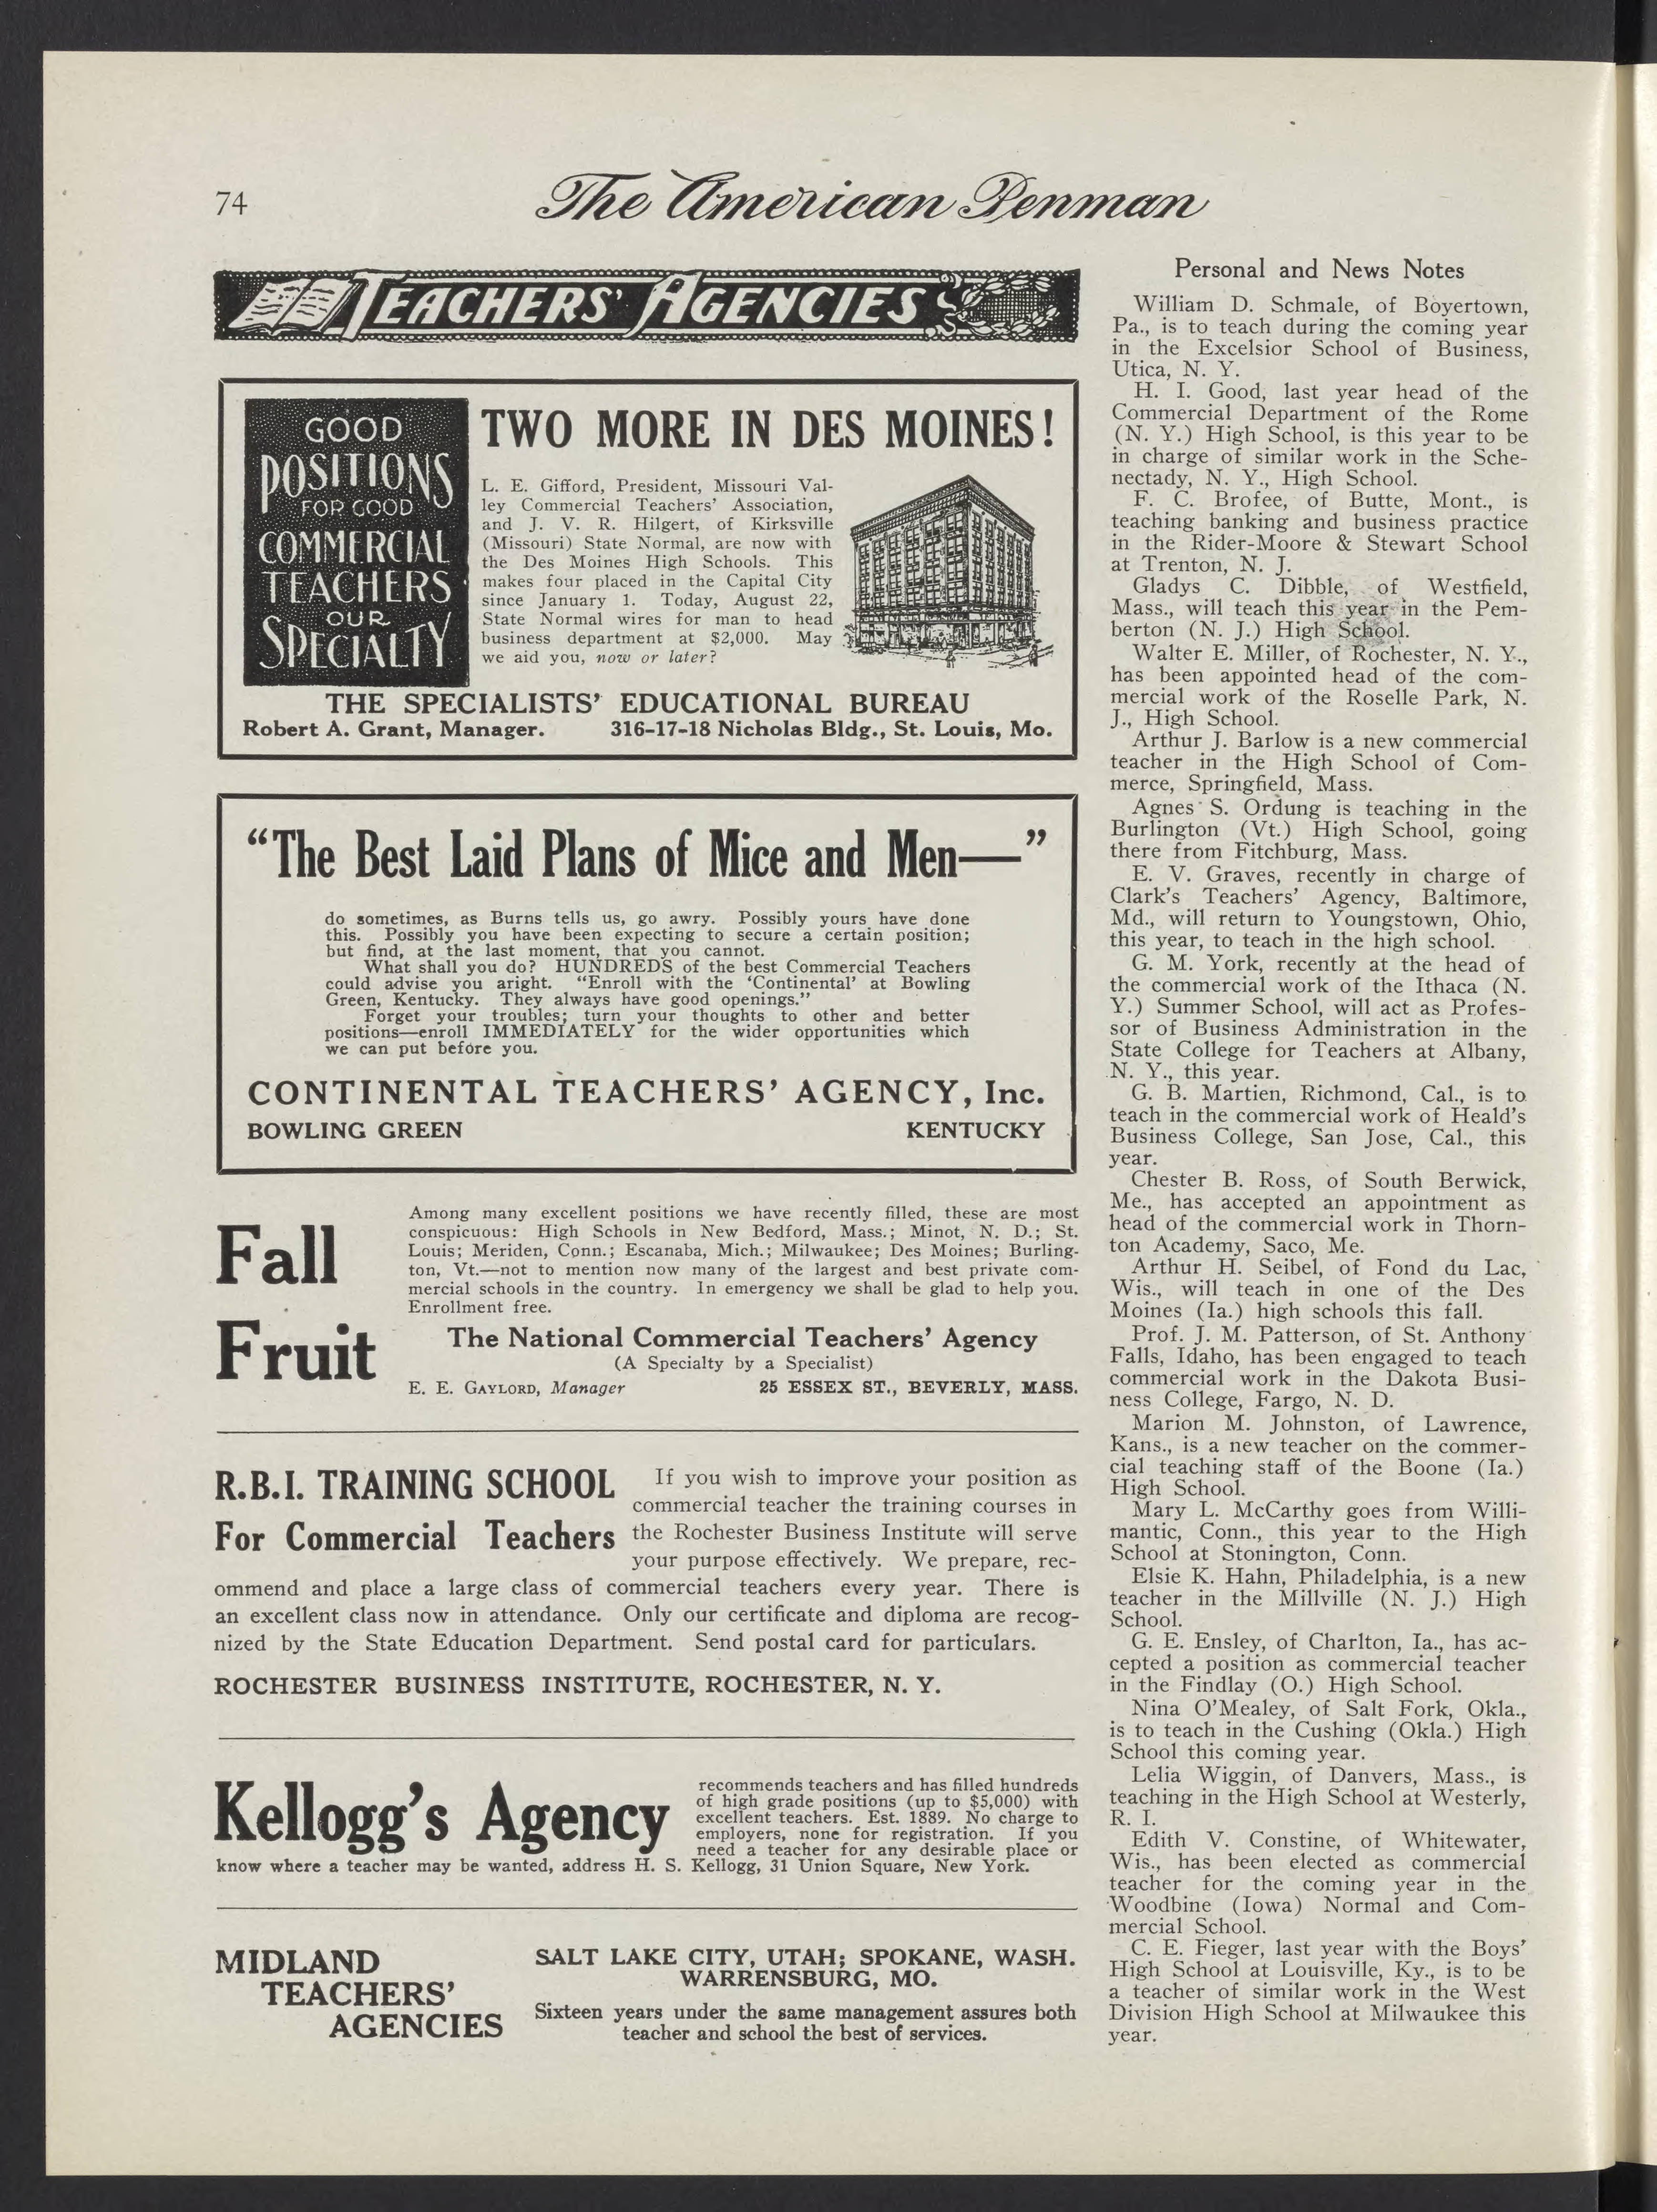 74
The American Penman
TEACHERS' AGENCIES
GOOD
POSITIONS
FOR GOOD
COMMERCIAL
TEACHERS
OUR
SPECIALTY
TWO MORE IN DES MOINES!
L. E. Gifford, President, Missouri Val-
ley Commercial Teachers' Association,
and J. V. R. Hilgert, of Kirksville
(Missouri) State Normal, are now with
the Des Moines High Schools. This
makes four placed in the Capital City
since January 1. Today, August 22,
State Normal wires for man to head
business department at $2,000. May
we aid you, now or later?
THE SPECIALISTS' EDUCATIONAL BUREAU
Robert A. Grant, Manager. 316-17-18 Nicholas Bldg., St. Louis, Mo.
“The Best Laid Plans of Mice and Men—”
do sometimes, as Burns tells us, go awry. Possibly yours have done
this. Possibly you have been expecting to secure a certain position;
but find, at the last moment, that you cannot.
What shall you do? HUNDREDS of the best Commercial Teachers
could advise you aright. “Enroll with the ‘Continental’ at Bowling
Green, Kentucky. They always have good openings.”
Forget your troubles; turn your thoughts to other and better
positions—enroll IMMEDIATELY for the wider opportunities which
we can put before you.
CONTINENTAL TEACHERS' AGENCY, Inc.
BOWLING GREEN KENTUCKY
Fall
Fruit
Among many excellent positions we have recently filled, these are most
conspicuous: High Schools in New Bedford, Mass.; Minot, N. D.; St.
Louis; Meriden, Conn.; Escanaba, Mich.; Milwaukee; Des Moines; Burling-
ton, Vt.—not to mention now many of the largest and best private com-
mercial schools in the country. In emergency we shall be glad to help you.
Enrollment free.
The National Commercial Teachers' Agency
(A Specialty by a Specialist)
E. E. GAYLORD, Manager 25 ESSEX ST., BEVERLY, MASS.
R.B.I. TRAINING SCHOOL
For Commercial Teachers
If you wish to improve your position as
commercial teacher the training courses in
the Rochester Business Institute will serve
your purpose effectively. We prepare, rec-
ommend and place a large class of commercial teachers every year. There is
an excellent class now in attendance. Only our certificate and diploma are recog-
nized by the State Education Department. Send postal card for particulars.
ROCHESTER BUSINESS INSTITUTE, ROCHESTER, N. Y.
Kellogg's Agency
recommends teachers and has filled hundreds
of high grade positions (up to $5,000) with
excellent teachers. Est. 1889. No charge to
employers, none for registration. If you
need a teacher for any desirable place or
know where a teacher may be wanted, address H. S. Kellogg, 31 Union Square, New York.
MIDLAND
TEACHERS'
AGENCIES
SALT LAKE CITY, UTAH; SPOKANE, WASH.
WARRENSBURG, MO.
Sixteen years under the same management assures both
teacher and school the best of services.
Personal and News Notes
William D. Schmale, of Boyertown,
Pa., is to teach during the coming year
in the Excelsior School of Business,
Utica, N. Y.
H. I. Good, last year head of the
Commercial Department of the Rome
(N. Y.) High School, is this year to be
in charge of similar work in the Sche-
nectady, N. Y., High School.
F. C. Brofee, of Butte, Mont., is
teaching banking and business practice
in the Rider-Moore & Stewart School
at Trenton, N. J.
Gladys C. Dibble, of Westfield,
Mass., will teach this year in the Pem-
berton (N. J.) High School.
Walter E. Miller, of Rochester, N. Y.,
has been appointed head of the com-
mercial work of the Roselle Park, N.
J., High School.
Arthur J. Barlow is a new commercial
teacher in the High School of Com-
merce, Springfield, Mass.
Agnes S. Ordung is teaching in the
Burlington (Vt.) High School, going
there from Fitchburg, Mass.
E. V. Graves, recently in charge of
Clark's Teachers' Agency, Baltimore,
Md., will return to Youngstown, Ohio,
this year, to teach in the high school.
G. M. York, recently at the head of
the commercial work of the Ithaca (N.
Y.) Summer School, will act as Profes-
sor of Business Administration in the
State College for Teachers at Albany,
N. Y., this year.
G. B. Martien, Richmond, Cal., is to
teach in the commercial work of Heald's
Business College, San Jose, Cal., this
year.
Chester B. Ross, of South Berwick,
Me., has accepted an appointment as
head of the commercial work in Thorn-
ton Academy, Saco, Me.
Arthur H. Seibel, of Fond du Lac,
Wis., will teach in one of the Des
Moines (Ia.) high schools this fall.
Prof. J. M. Patterson, of St. Anthony
Falls, Idaho, has been engaged to teach
commercial work in the Dakota Busi-
ness College, Fargo, N. D.
Marion M. Johnston, of Lawrence,
Kans., is a new teacher on the commer-
cial teaching staff of the Boone (Ia.)
High School.
Mary L. McCarthy goes from Willi-
mantic, Conn., this year to the High
School at Stonington, Conn.
Elsie K. Hahn, Philadelphia, is a new
teacher in the Millville (N. J.) High
School.
G. E. Ensley, of Charlton, Ia., has ac-
cepted a position as commercial teacher
in the Findlay (O.) High School.
Nina O'Mealey, of Salt Fork, Okla.,
is to teach in the Cushing (Okla.) High
School this coming year.
Lelia Wiggin, of Danvers, Mass., is
teaching in the High School at Westerly,
R. I.
Edith V. Constine, of Whitewater,
Wis., has been elected as commercial
teacher for the coming year in the
Woodbine (Iowa) Normal and Com-
mercial School.
C. E. Fieger, last year with the Boys'
High School at Louisville, Ky., is to be
a teacher of similar work in the West
Division High School at Milwaukee this
year.